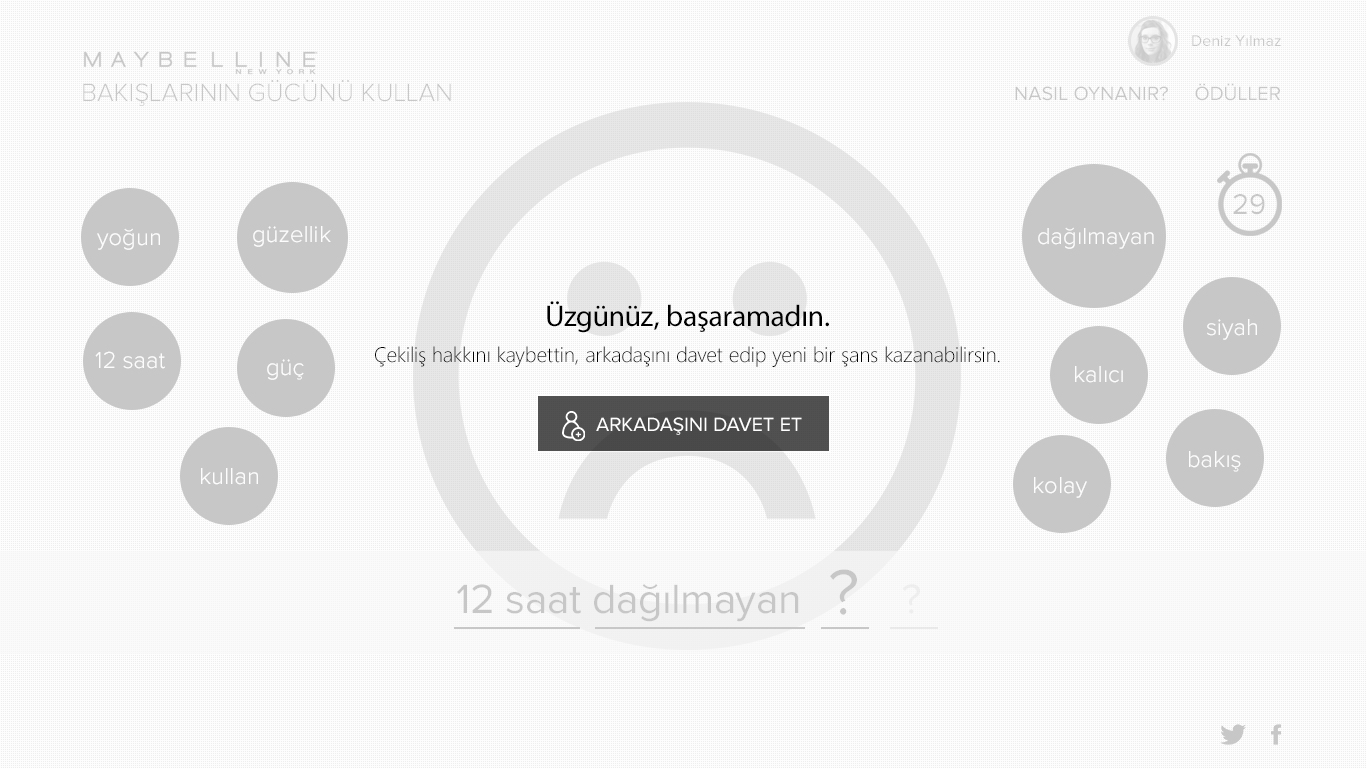 MAYBELLINE
NEW YORK
BAKIŞLARININ GÜCÜNÜ KULLAN
Deniz Yılmaz
NASIL OYNANIR? ÖDÜLLER
yoğun
güzellik
12 saat
güç
kullan
dağılmayan
29
siyah
kalıcı
kolay
bakış
Üzgünüz, başaramadın.
Çekiliş hakkını kaybettin, arkadaşını davet edip yeni bir şans kazanabilirsin.
ARKADAŞINI DAVET ET
12 saat dağılmayan ? ?